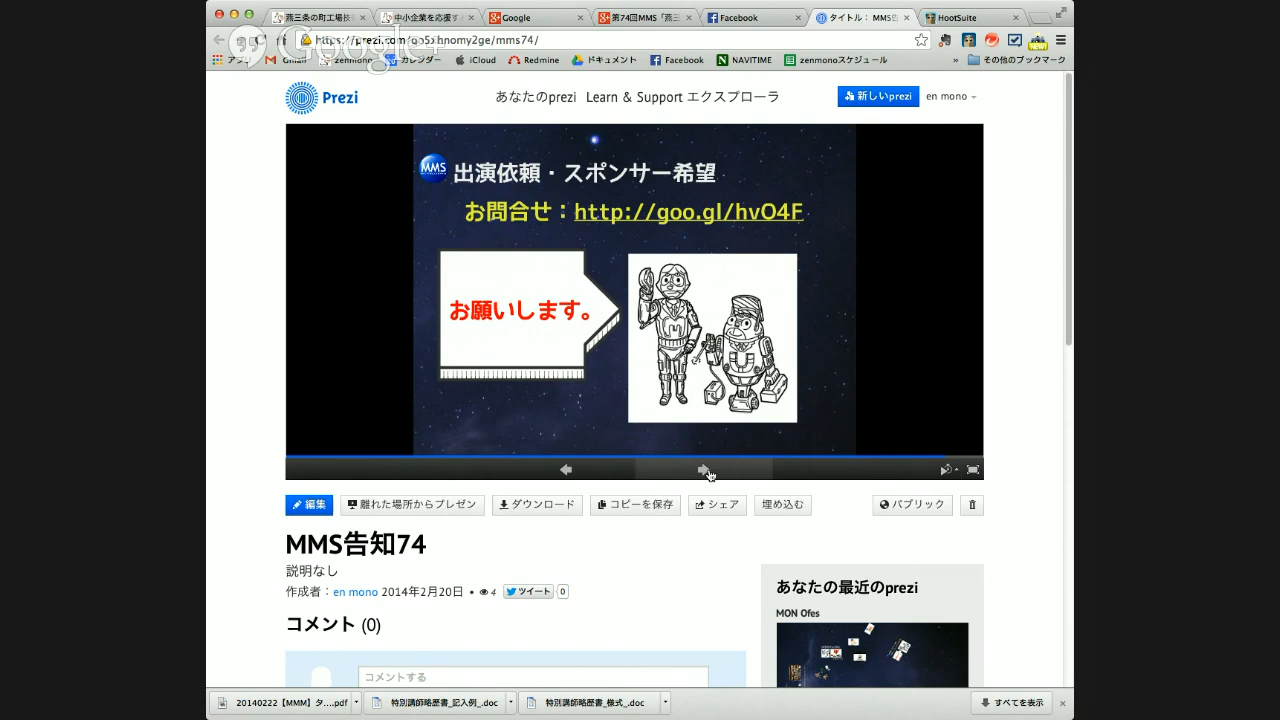 燕三条の町工場技
中小企業を応援す
Google
第74回MMS「燕三
Facebook
タイトル： MMS告
HootSuite
https://prezi.com/
mms74/
Google+
Gmail
zenmono
カレンダー
iCloud
Redmine
ドキュメント
Facebook
NAVITIME
zenmonoスケジュール
»
その他のブックマーク
Prezi
あなたのprezi Learn & Support エクスプローラ
新しいprezi
en mono
MMS
出演依頼・スポンサー希望
お問合せ：http://goo.gl/hvO4F
お願いします。
編集
離れた場所からプレゼン
ダウンロード
コピーを保存
シェア
埋め込む
パブリック
MMS告知74
説明なし
作成者：en mono 2014年2月20日 • 4
ツイート
0
コメント (0)
コメントする
あなたの最近のprezi
MON Ofes
20140222【MMM】タ....pdf
特別講師略歴書_記入例_.doc
特別講師略歴書_様式_.doc
すべてを表示